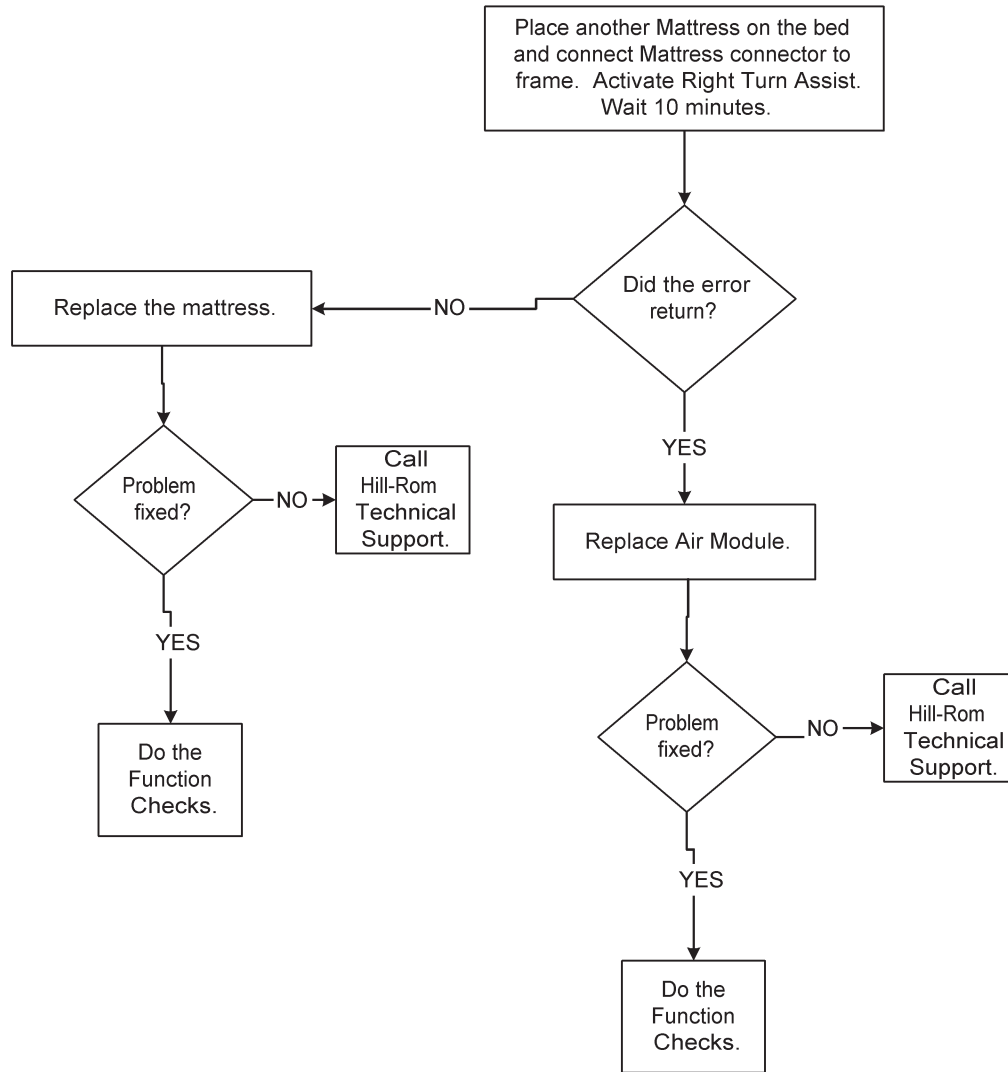 Place another Mattress on the bed
and connect Mattress connector to
frame. Activate Right Turn Assist.
Wait 10 minutes.
Did the error
return?
NO
Replace the mattress.
YES
Problem
fixed?
NO
Call
Hill-Rom
Technical
Support.
Replace Air Module.
YES
Do the
Function
Checks.
Problem
fixed?
NO
Call
Hill-Rom
Technical
Support.
YES
Do the
Function
Checks.